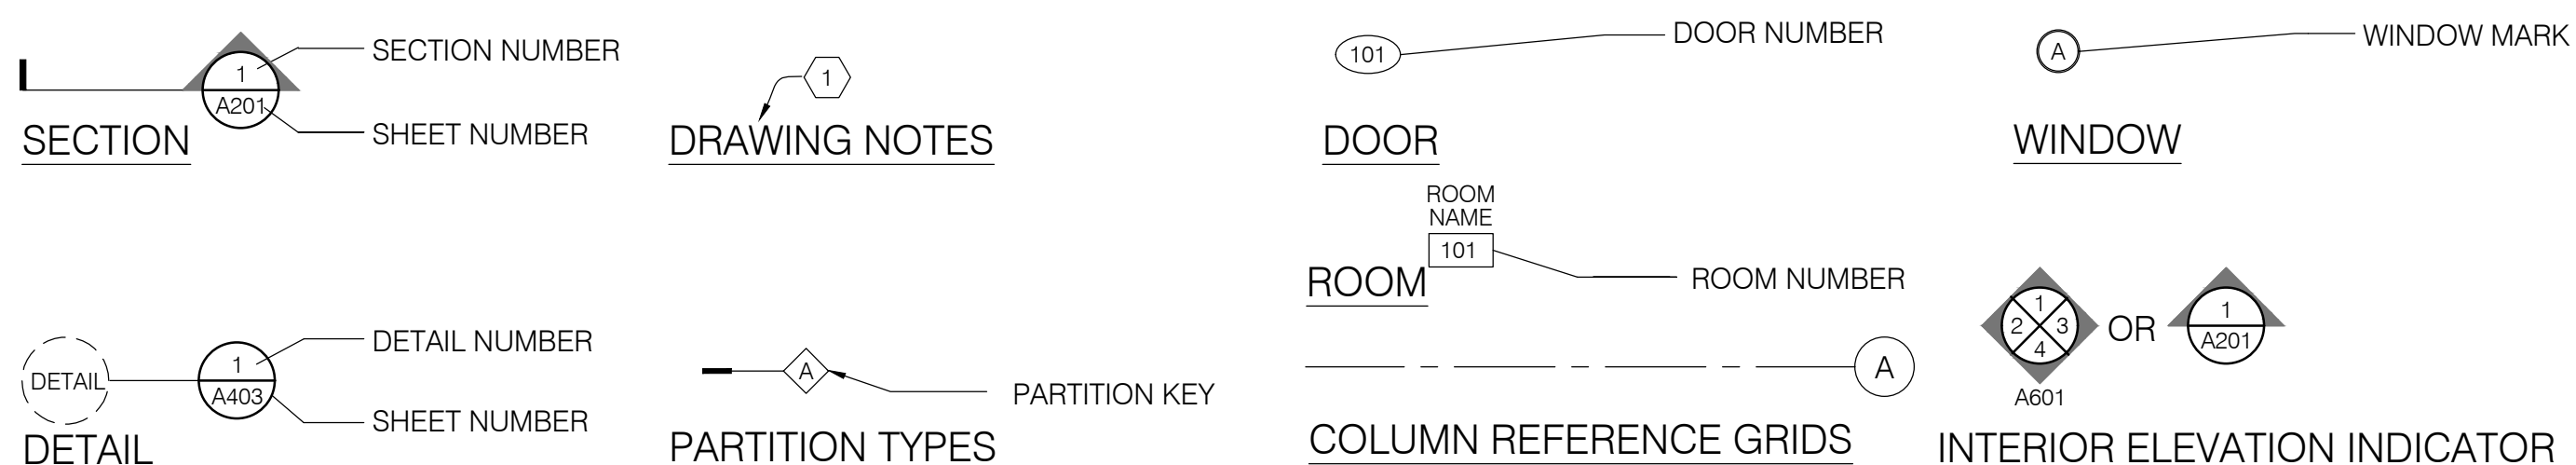 1
A201
SECTION NUMBER
SHEET NUMBER
SECTION
1
DRAWING NOTES
101
DOOR NUMBER
DOOR
A
WINDOW MARK
WINDOW
ROOM
NAME
101
ROOM NUMBER
ROOM
DETAIL
1
A403
DETAIL NUMBER
SHEET NUMBER
DETAIL
A
PARTITION KEY
PARTITION TYPES
A
COLUMN REFERENCE GRIDS
1
2 3
4
A601
OR
1
A201
INTERIOR ELEVATION INDICATOR